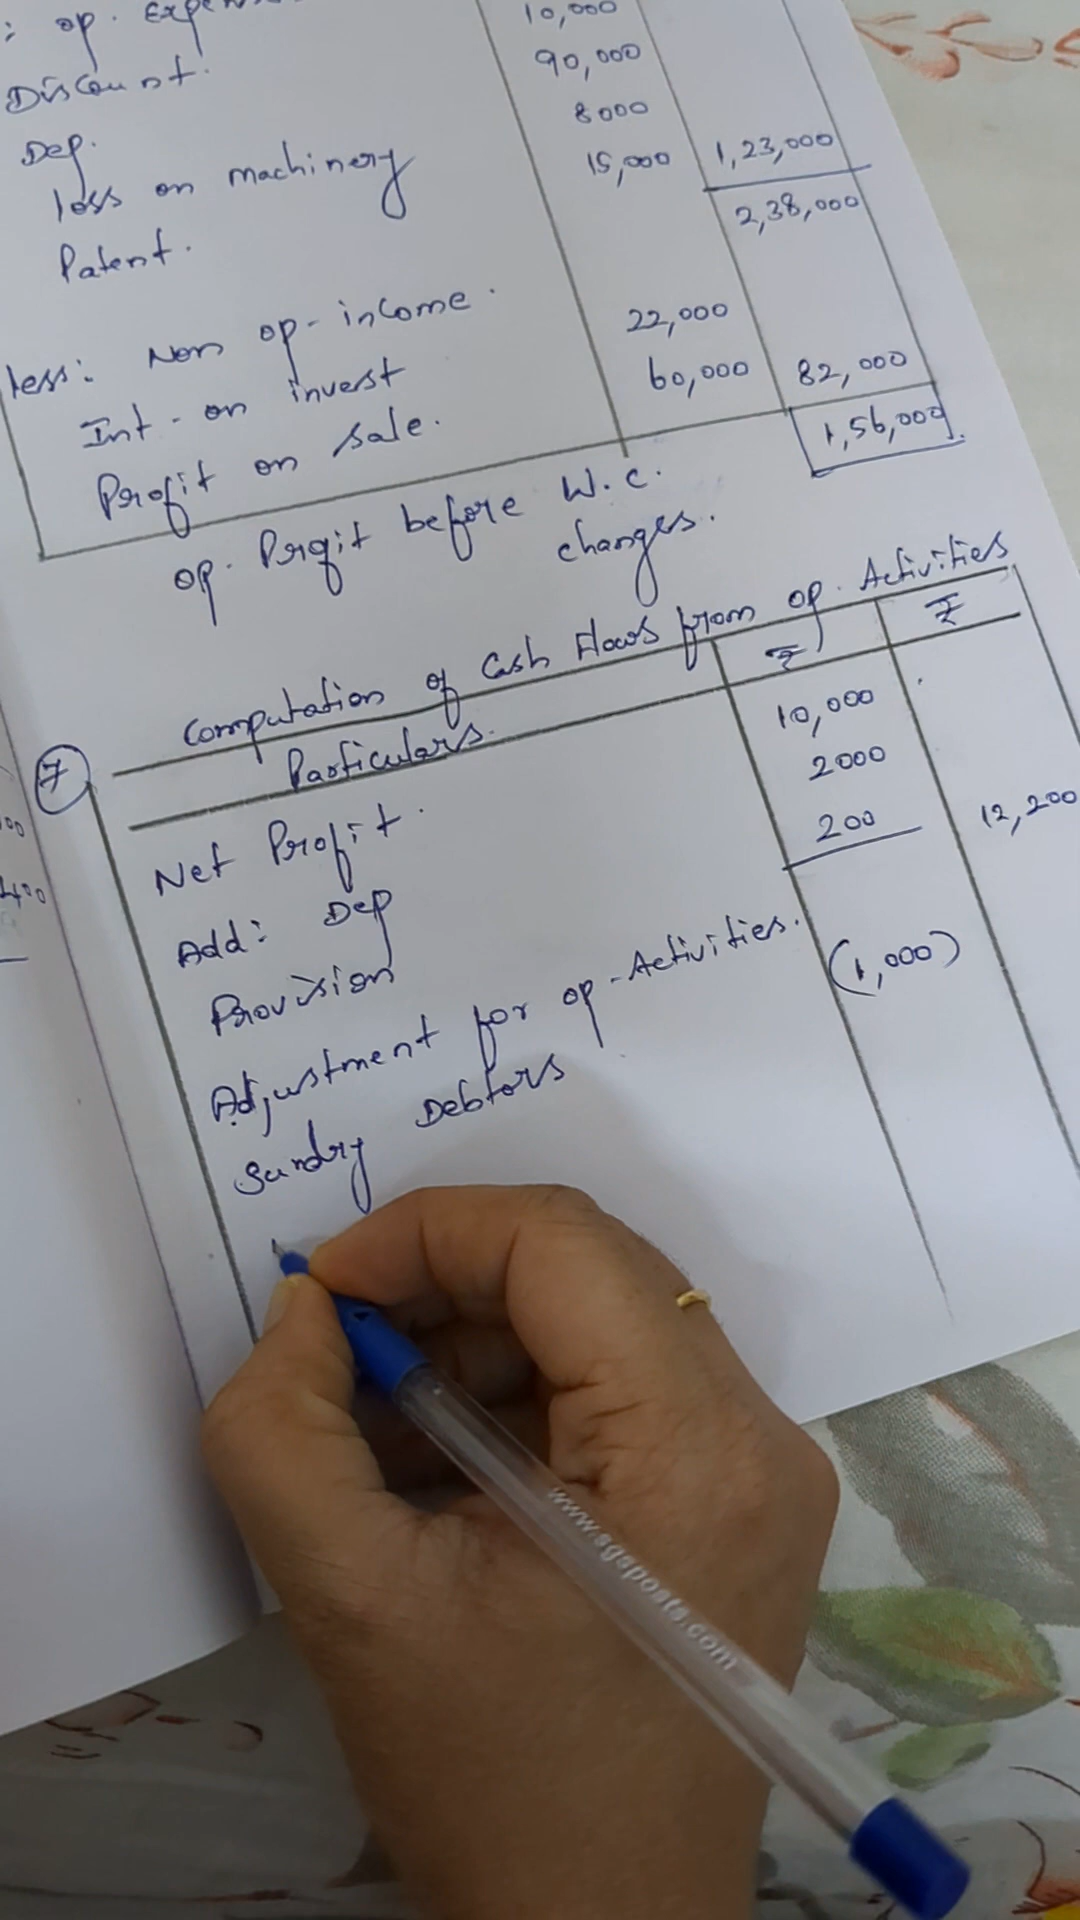 : op. Expen
10,000
Discount. 90,000
Dep. 8000
loss on machinery 15,000 1,23,000
Patent. 2,38,000
less: Non op-income.
Int - on invest 22,000
Profit on sale. 60,000 82,000
op. Profit before W.C. changes. 1,56,000
Computation of Cash Flows from op. Activities
7
Particulars. ₹ ₹
Net Profit. 10,000
Add: Dep 2000
Provision 200 12,200
Adjustment for op-Activities.
Sundry Debtors (1,000)
00
400
www.sgsposts.com